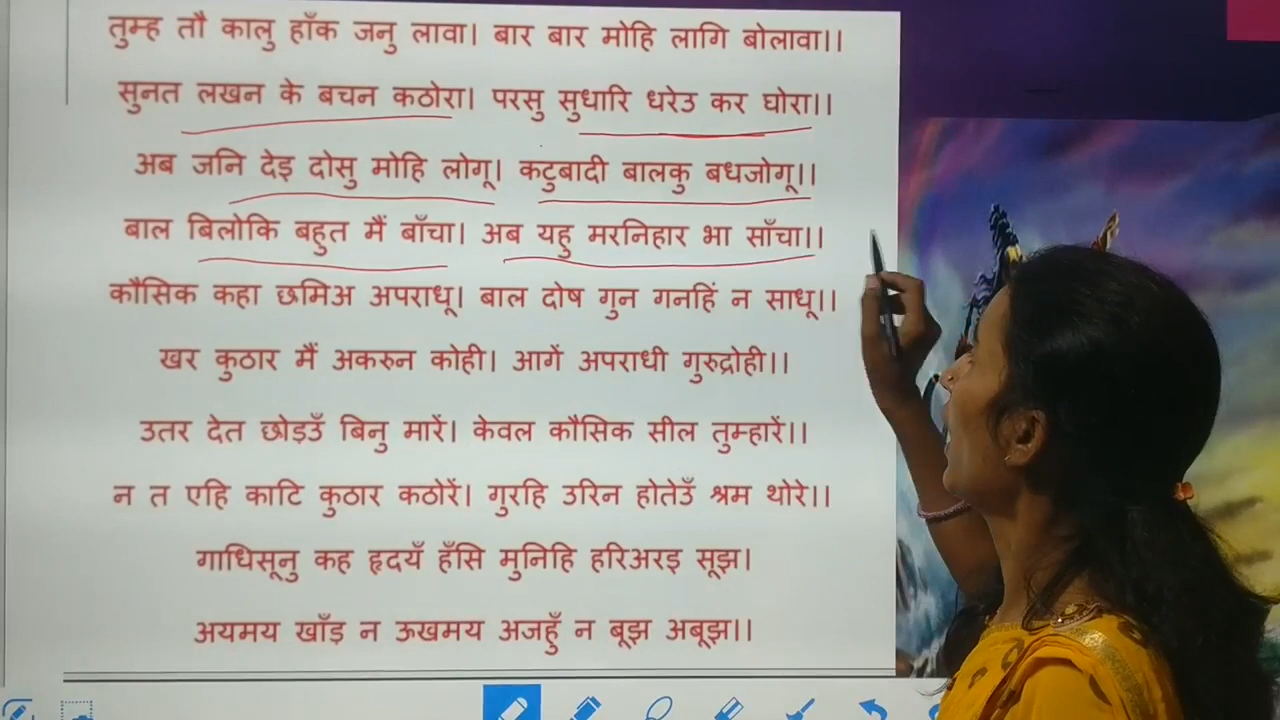 तुम्ह तौ कालु हाँक जनु लावा। बार बार मोहि लागि बोलावा।।
सुनत लखन के बचन कठोरा। परसु सुधारि धरेउ कर घोरा।।
अब जनि देइ दोसु मोहि लोगू। कटुबादी बालकु बधजोगू।।
बाल बिलोकि बहुत मैं बाँचा। अब यहु मरनिहार भा साँचा।।
कौसिक कहा छमिअ अपराधू। बाल दोष गुन गनहिं न साधू।।
खर कुठार मैं अकरुन कोही। आगें अपराधी गुरुद्रोही।।
उतर देत छोड़उँ बिनु मारें। केवल कौसिक सील तुम्हारें।।
न त एहि काटि कुठार कठोरें। गुरहि उरिन होतेउँ श्रम थोरे।।
गाधिसूनु कह हृदयँ हँसि मुनिहि हरिअरइ सूझ।
अयमय खाँड़ न ऊखमय अजहुँ न बूझ अबूझ।।